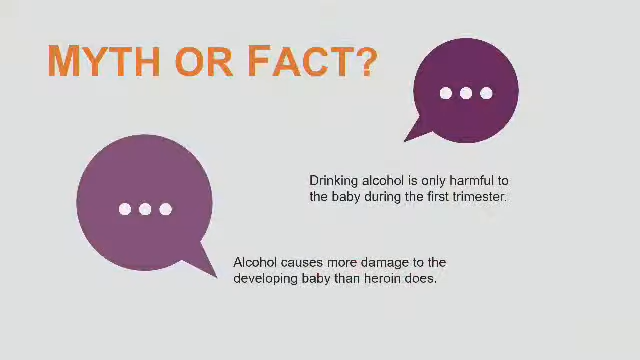 MYTH OR FACT?
Drinking alcohol is only harmful to
the baby during the first trimester.
Alcohol causes more damage to the
developing baby than heroin does.